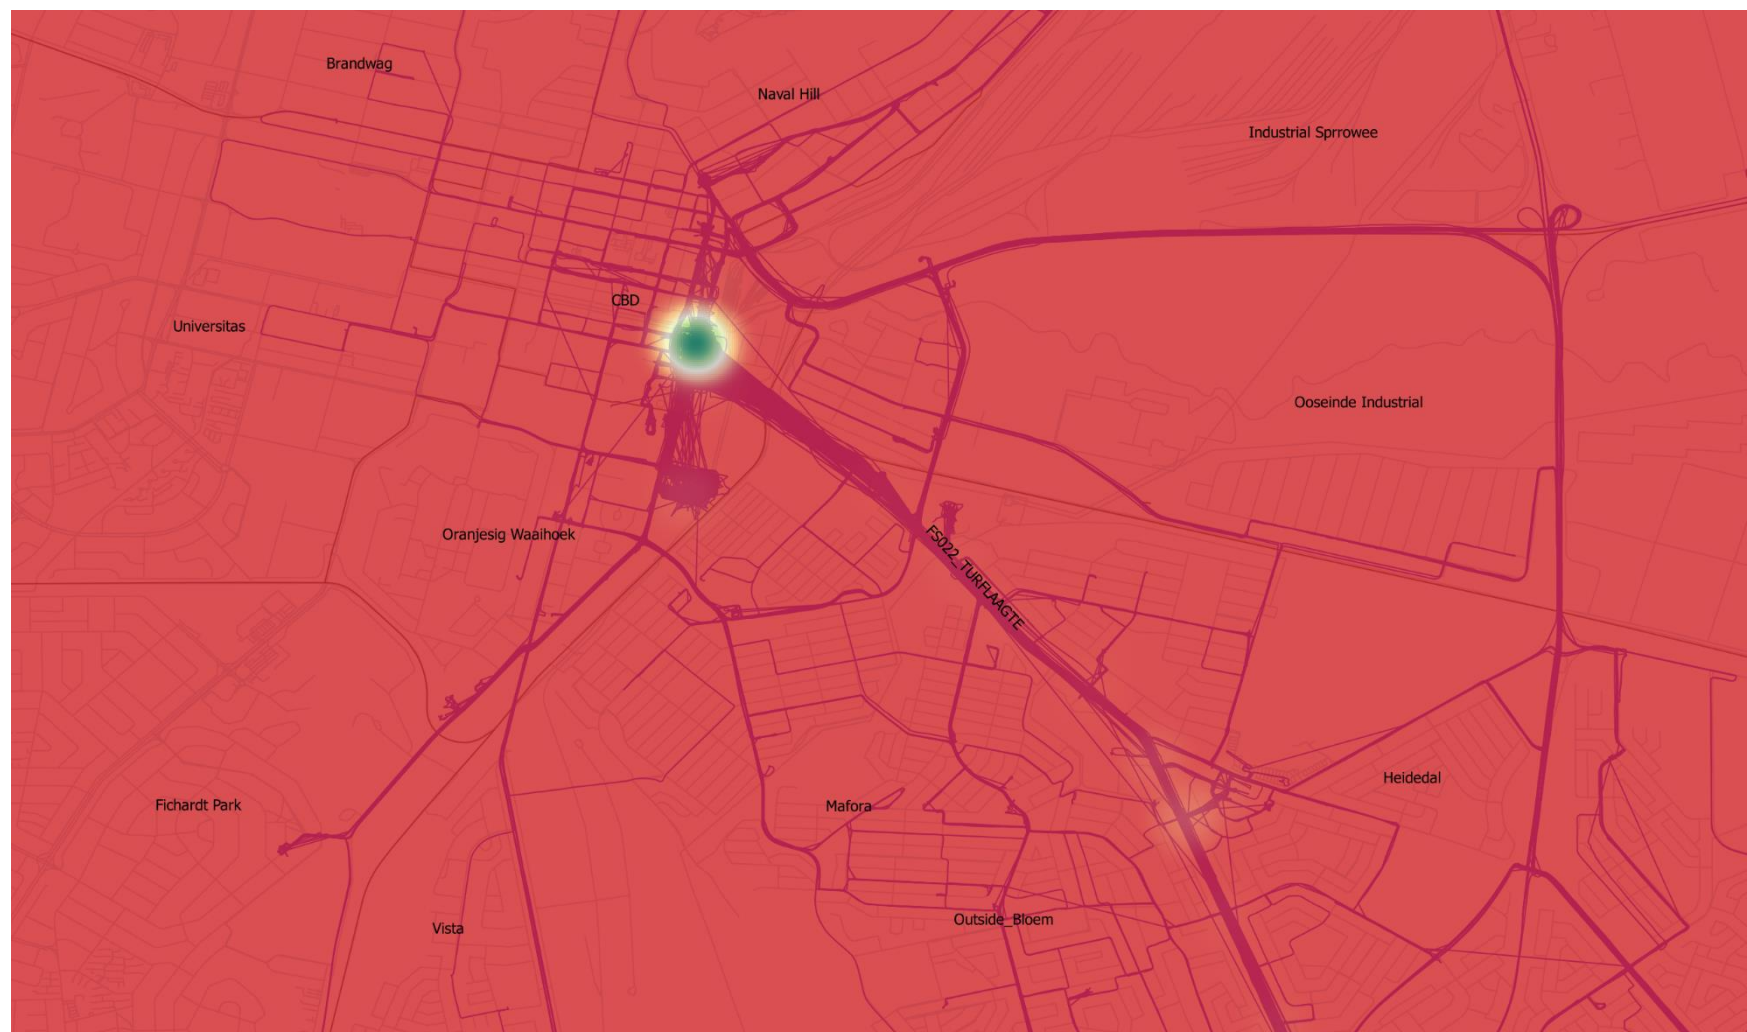 Brandwag
Naval Hill
Industrial Sprrowee
CBD
Universitas
Ooseinde Industrial
Oranjesig Waaihoek
FS022_TURFLAAGTE
Heidedal
Fichardt Park
Mafora
Outside_Bloem
Vista